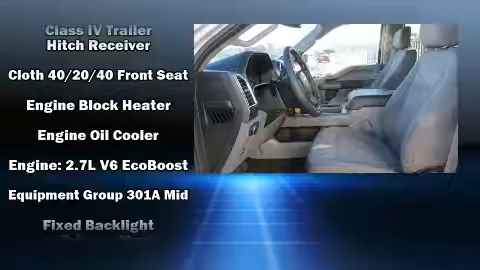 Class IV Trailer
Hitch Receiver
Cloth 40/20/40 Front Seat
Engine Block Heater
Engine Oil Cooler
Engine: 2.7L V6 EcoBoost
Equipment Group 301A Mid
Fixed Backlight